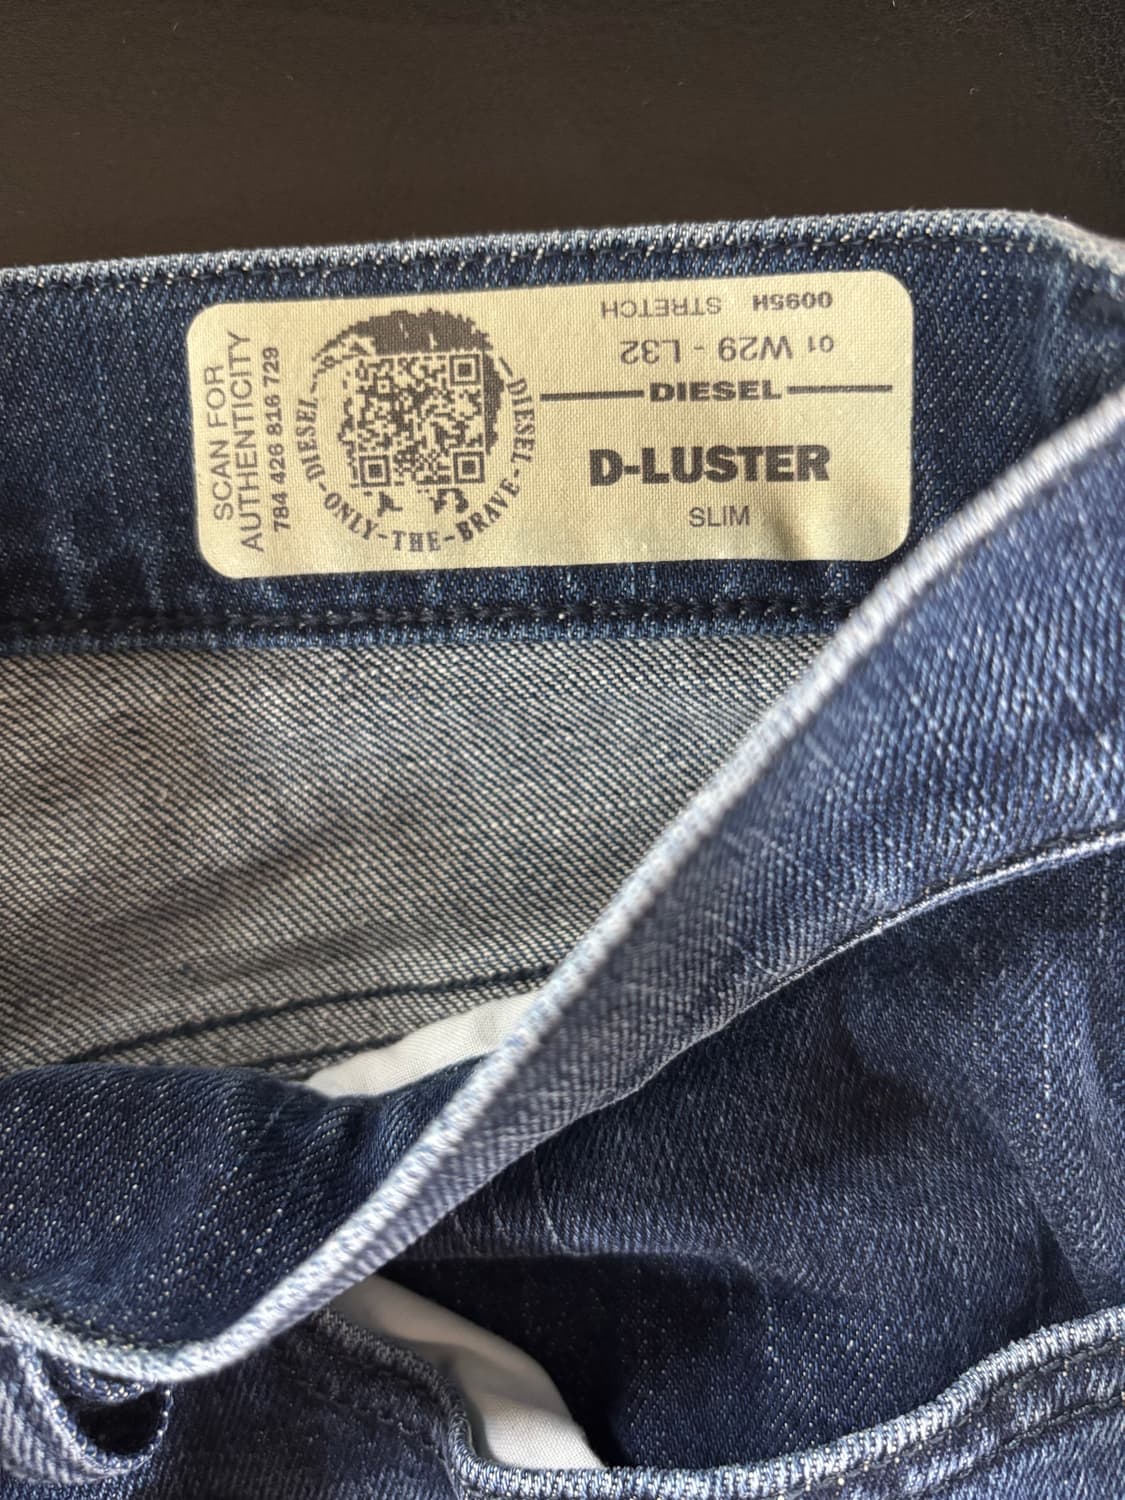 SCAN FOR
AUTHENTICITY
784 426 816 729
DIESEL-ONLY-THE-BRAVE-DIESEL-
0095H STRETCH
01 W29 - L32
DIESEL
D-LUSTER
SLIM